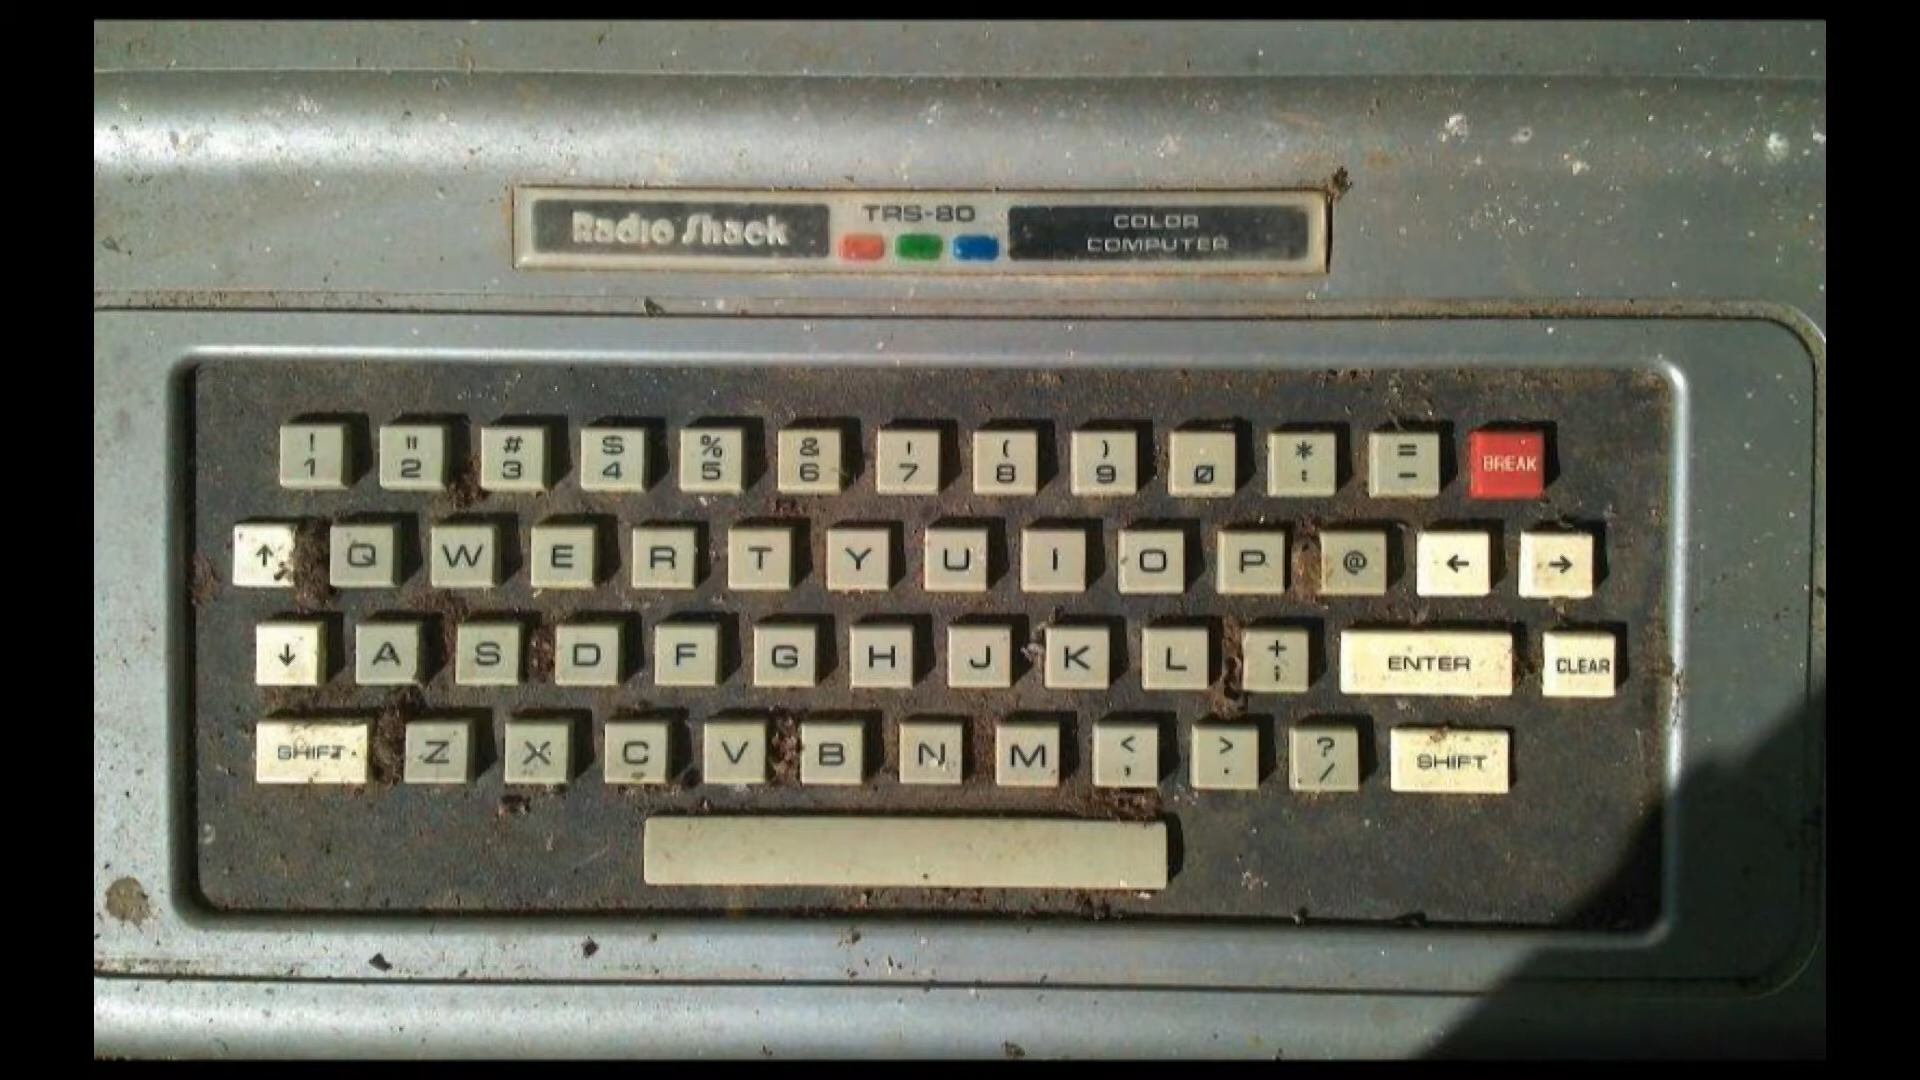 Radio Shack TRS-80 COLOR COMPUTER
! " # $ % & ' ( ) * =
1 2 3 4 5 6 7 8 9 0 : - BREAK
↑ Q W E R T Y U I O P @ ← →
↓ A S D F G H J K L + ; ENTER CLEAR
SHIFT Z X C V B N M < , > . ? / SHIFT